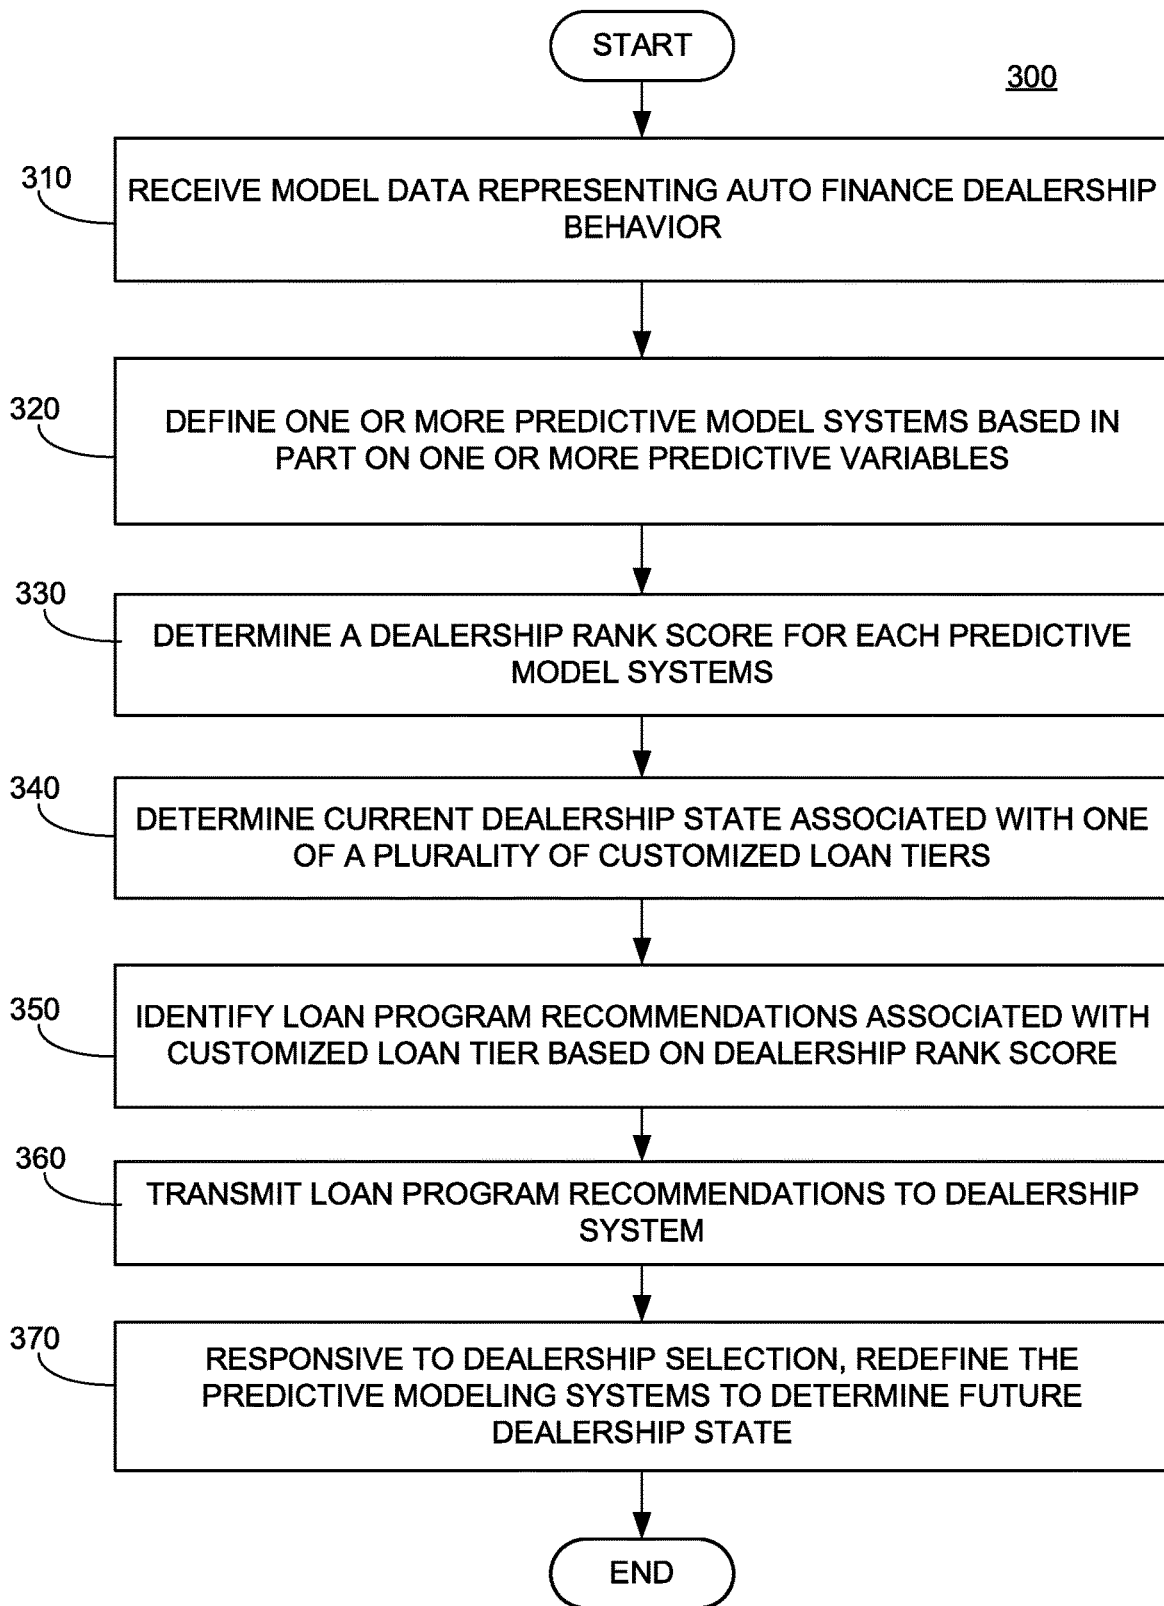 START
300
310
RECEIVE MODEL DATA REPRESENTING AUTO FINANCE DEALERSHIP
BEHAVIOR
320
DEFINE ONE OR MORE PREDICTIVE MODEL SYSTEMS BASED IN
PART ON ONE OR MORE PREDICTIVE VARIABLES
330
DETERMINE A DEALERSHIP RANK SCORE FOR EACH PREDICTIVE
MODEL SYSTEMS
340
DETERMINE CURRENT DEALERSHIP STATE ASSOCIATED WITH ONE
OF A PLURALITY OF CUSTOMIZED LOAN TIERS
350
IDENTIFY LOAN PROGRAM RECOMMENDATIONS ASSOCIATED WITH
CUSTOMIZED LOAN TIER BASED ON DEALERSHIP RANK SCORE
360
TRANSMIT LOAN PROGRAM RECOMMENDATIONS TO DEALERSHIP
SYSTEM
370
RESPONSIVE TO DEALERSHIP SELECTION, REDEFINE THE
PREDICTIVE MODELING SYSTEMS TO DETERMINE FUTURE
DEALERSHIP STATE
END